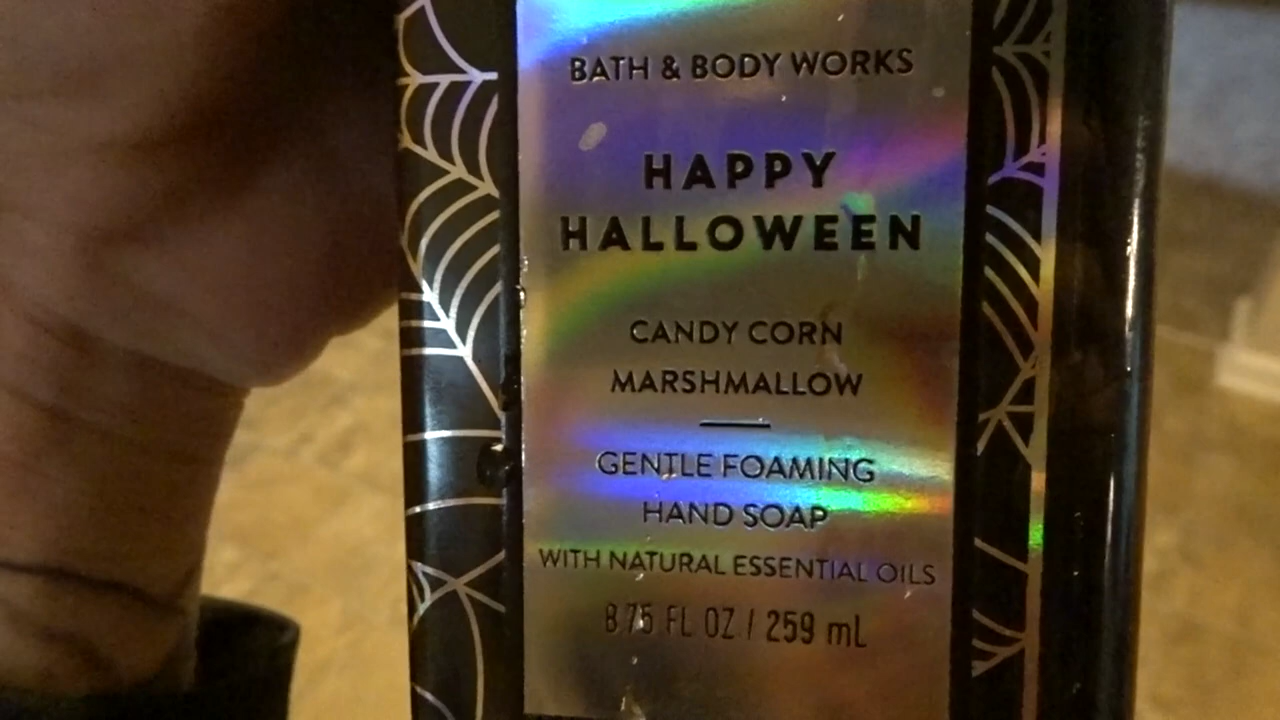 BATH & BODY WORKS
HAPPY
HALLOWEEN
CANDY CORN
MARSHMALLOW
GENTLE FOAMING
HAND SOAP
WITH NATURAL ESSENTIAL OILS
8.75 FL OZ / 259 mL